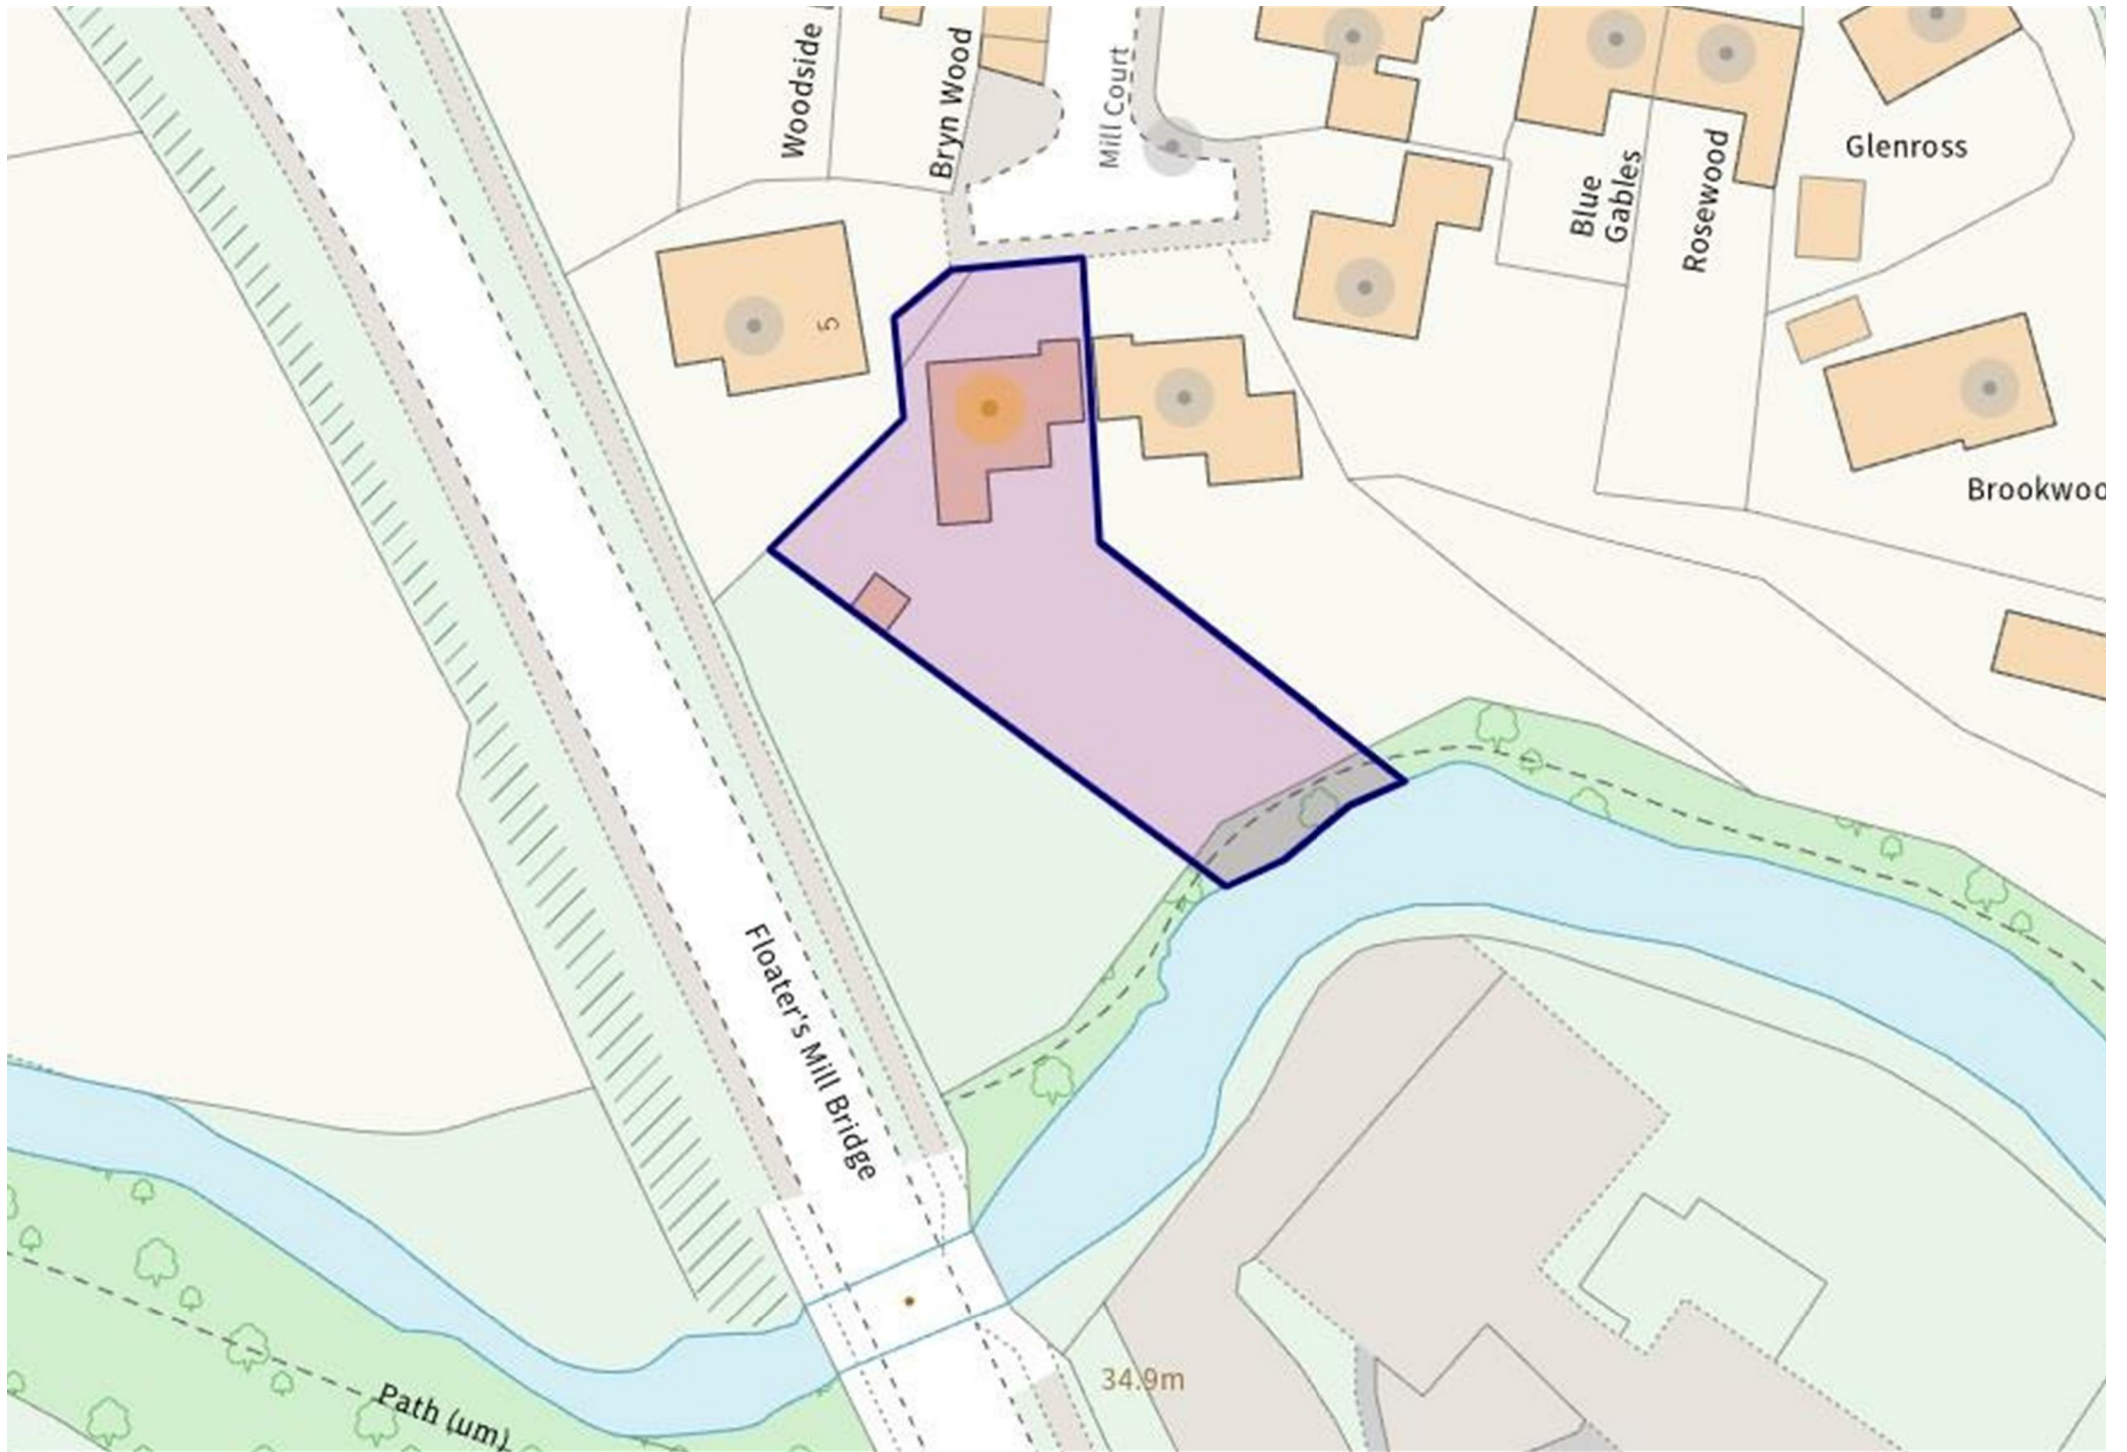 Woodside
Bryn Wood
Mill Court
Blue
Gables
Rosewood
Glenross
5
Brookwoo
Floater's Mill Bridge
34.9m
Path (um)